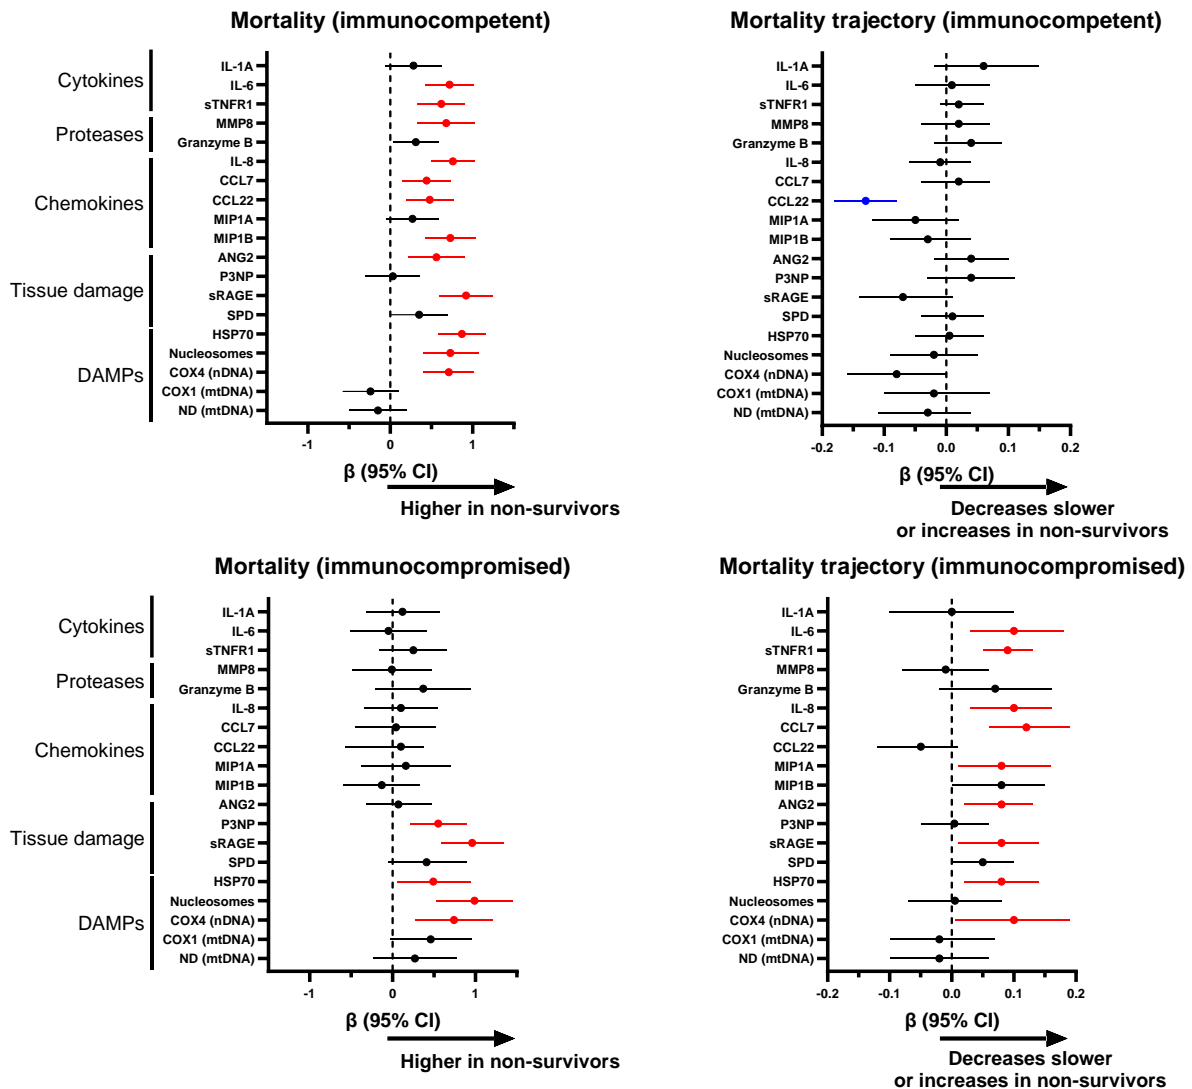 Mortality (immunocompetent)
Cytokines
Proteases
Chemokines
Tissue damage
DAMPs
IL-1A
IL-6
sTNFR1
MMP8
Granzyme B
IL-8
CCL7
CCL22
MIP1A
MIP1B
ANG2
P3NP
sRAGE
SPD
HSP70
Nucleosomes
COX4 (nDNA)
COX1 (mtDNA)
ND (mtDNA)
-1 0 1
β (95% CI)
Higher in non-survivors
Mortality trajectory (immunocompetent)
IL-1A
IL-6
sTNFR1
MMP8
Granzyme B
IL-8
CCL7
CCL22
MIP1A
MIP1B
ANG2
P3NP
sRAGE
SPD
HSP70
Nucleosomes
COX4 (nDNA)
COX1 (mtDNA)
ND (mtDNA)
-0.2 -0.1 0.0 0.1 0.2
β (95% CI)
Decreases slower
or increases in non-survivors
Mortality (immunocompromised)
Cytokines
Proteases
Chemokines
Tissue damage
DAMPs
IL-1A
IL-6
sTNFR1
MMP8
Granzyme B
IL-8
CCL7
CCL22
MIP1A
MIP1B
ANG2
P3NP
sRAGE
SPD
HSP70
Nucleosomes
COX4 (nDNA)
COX1 (mtDNA)
ND (mtDNA)
-1 0 1
β (95% CI)
Higher in non-survivors
Mortality trajectory (immunocompromised)
IL-1A
IL-6
sTNFR1
MMP8
Granzyme B
IL-8
CCL7
CCL22
MIP1A
MIP1B
ANG2
P3NP
sRAGE
SPD
HSP70
Nucleosomes
COX4 (nDNA)
COX1 (mtDNA)
ND (mtDNA)
-0.2 -0.1 0.0 0.1 0.2
β (95% CI)
Decreases slower
or increases in non-survivors